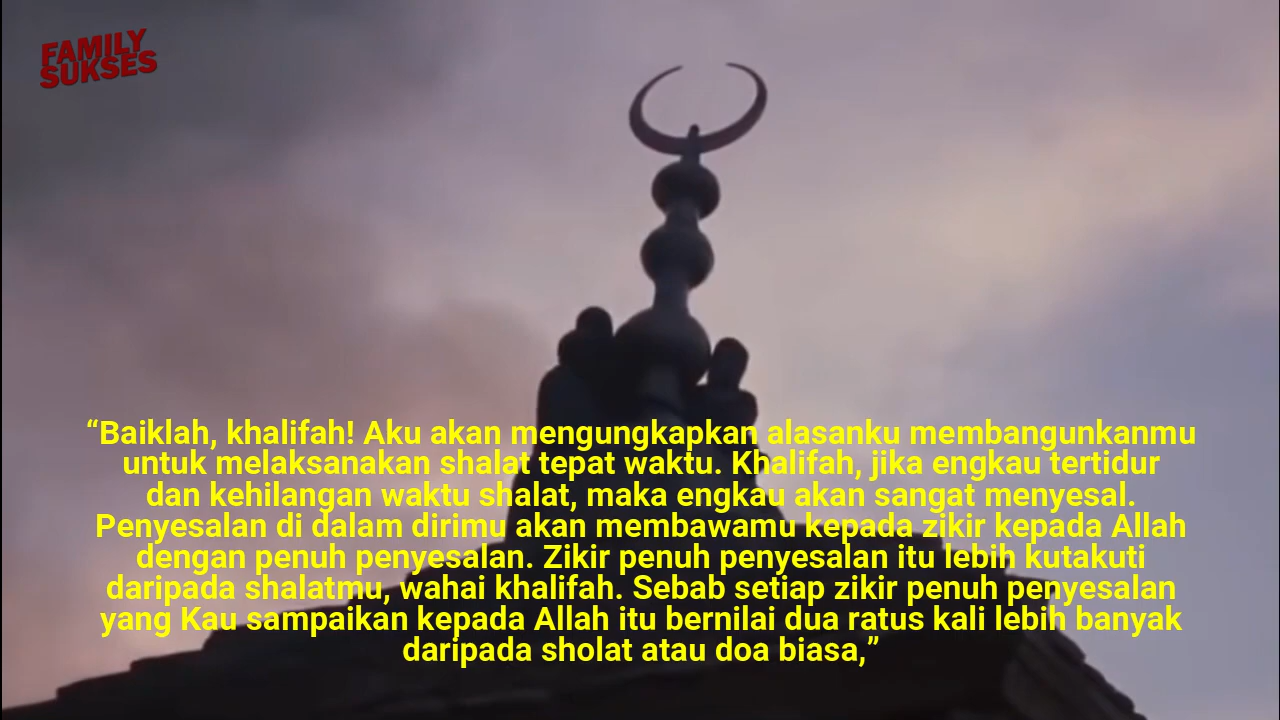 FAMILY
SUKSES
“Baiklah, khalifah! Aku akan mengungkapkan alasanku membangunkanmu
untuk melaksanakan shalat tepat waktu. Khalifah, jika engkau tertidur
dan kehilangan waktu shalat, maka engkau akan sangat menyesal.
Penyesalan di dalam dirimu akan membawamu kepada zikir kepada Allah
dengan penuh penyesalan. Zikir penuh penyesalan itu lebih kutakuti
daripada shalatmu, wahai khalifah. Sebab setiap zikir penuh penyesalan
yang Kau sampaikan kepada Allah itu bernilai dua ratus kali lebih banyak
daripada sholat atau doa biasa,”